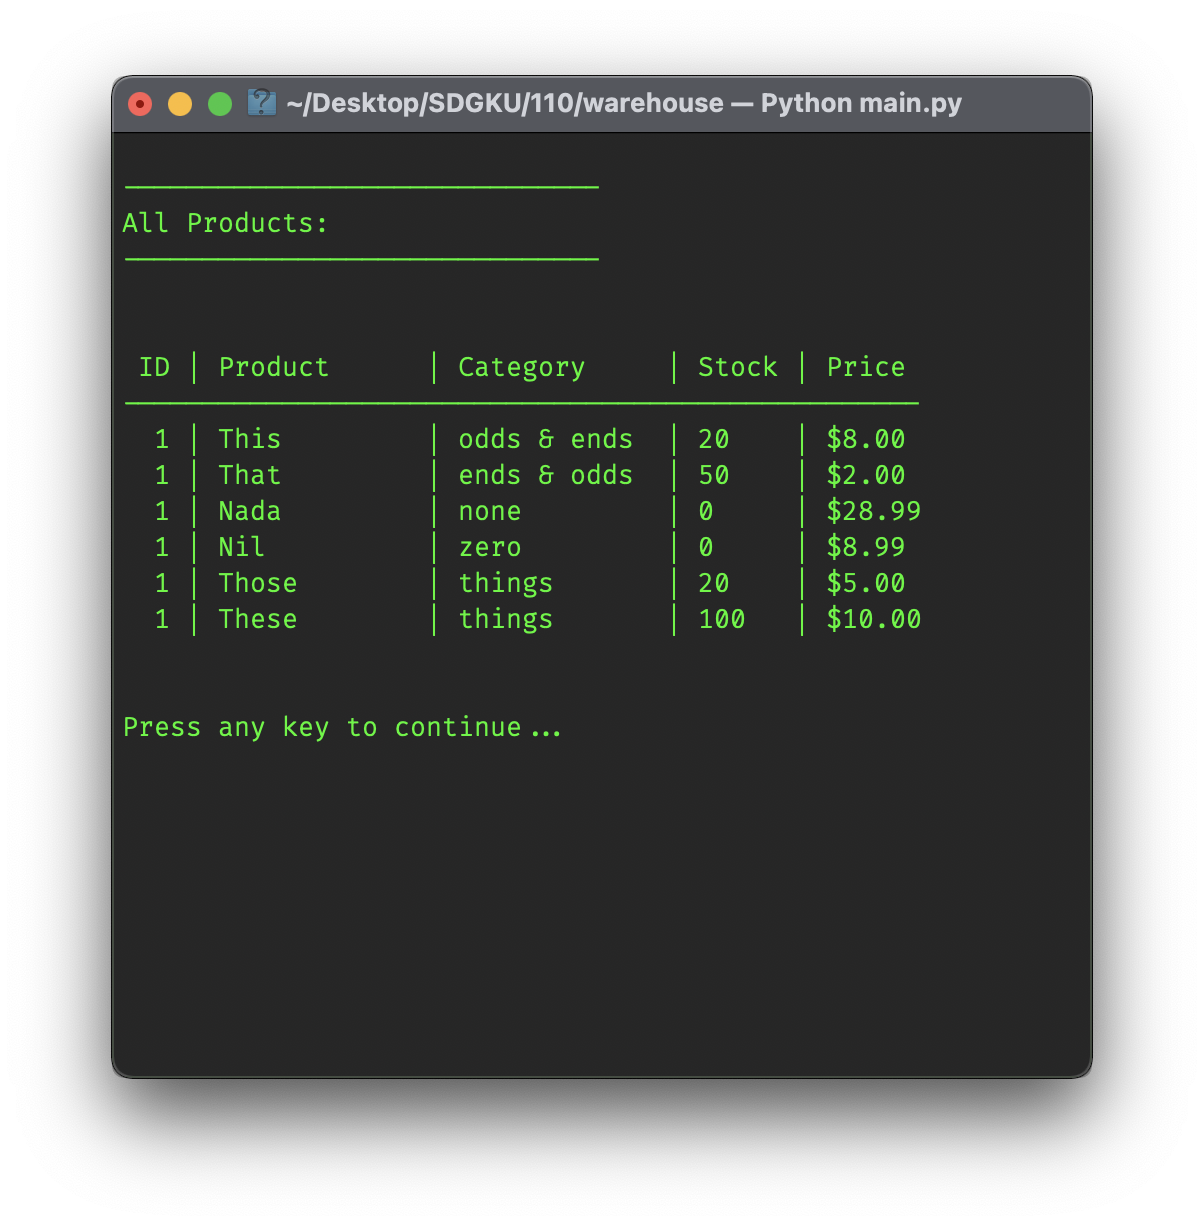 ~/Desktop/SDGKU/110/warehouse — Python main.py
------------------------------
All Products:
------------------------------
 ID | Product      | Category     | Stock | Price
--------------------------------------------------
  1 | This         | odds & ends  | 20    | $8.00
  1 | That         | ends & odds  | 50    | $2.00
  1 | Nada         | none         | 0     | $28.99
  1 | Nil          | zero         | 0     | $8.99
  1 | Those        | things       | 20    | $5.00
  1 | These        | things       | 100   | $10.00
Press any key to continue...